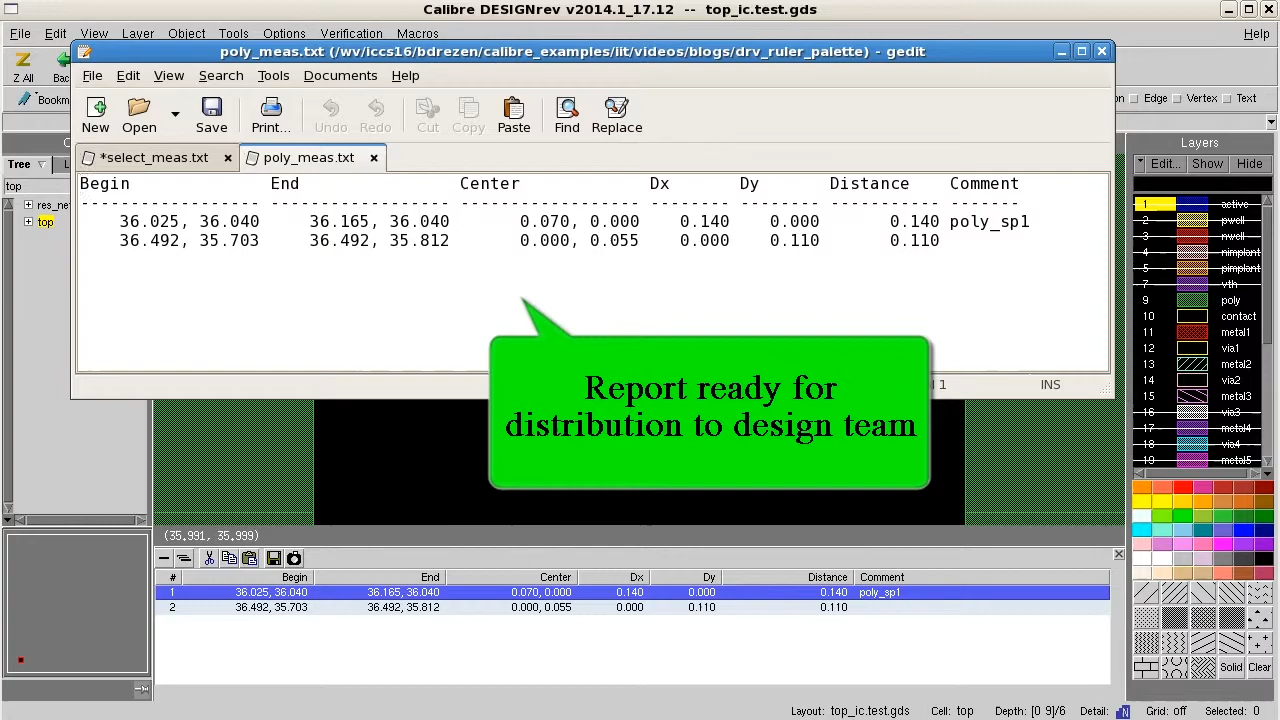 Calibre DESIGNrev v2014.1_17.12 -- top_ic.test.gds
File Edit View Layer Object Tools Options Verification Macros Help
poly_meas.txt (/wv/iccs16/bdrezen/calibre_examples/iit/videos/blogs/drv_ruler_palette) - gedit
Z All
File Edit View Search Tools Documents Help
New Open Save Print... Undo Redo Cut Copy Paste Find Replace
Edge Vertex Text
*select_meas.txt poly_meas.txt
Layers
Tree
Edit... Show Hide
top
res_ne
top
Begin End Center Dx Dy Distance Comment
36.025, 36.040 36.165, 36.040 0.070, 0.000 0.140 0.000 0.140 poly_sp1
36.492, 35.703 36.492, 35.812 0.000, 0.055 0.000 0.110 0.110
1 active
2 pwell
3 nwell
4 nimplant
5 pimplant
7 vth
9 poly
10 contact
11 metal1
12 via1
13 metal2
14 via2
15 metal3
16 via3
17 metal4
18 via4
19 metal5
Report ready for
distribution to design team
INS
(35.991, 35.999)
# Begin End Center Dx Dy Distance Comment
1 36.025, 36.040 36.165, 36.040 0.070, 0.000 0.140 0.000 0.140 poly_sp1
2 36.492, 35.703 36.492, 35.812 0.000, 0.055 0.000 0.110 0.110
Solid Clear
Layout: top_ic.test.gds Cell: top Depth: [0 9]/6 Detail: Grid: off Selected: 0